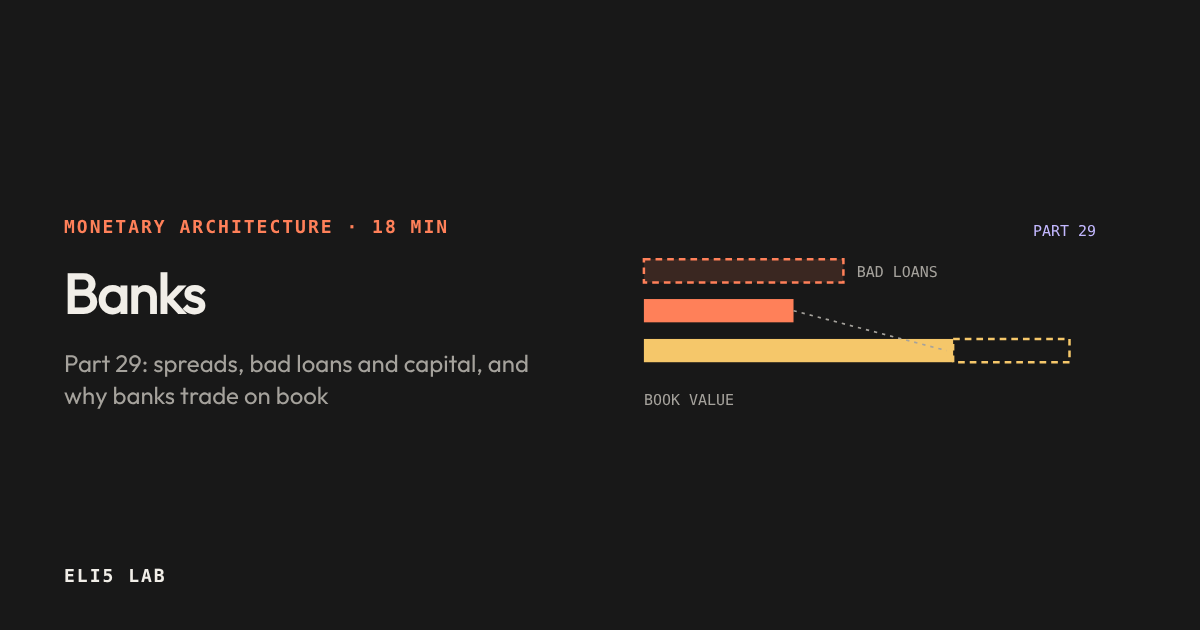 MONETARY ARCHITECTURE · 18 MIN
Banks
Part 29: spreads, bad loans and capital, and
why banks trade on book
PART 29
BAD LOANS
BOOK VALUE
ELI5 LAB